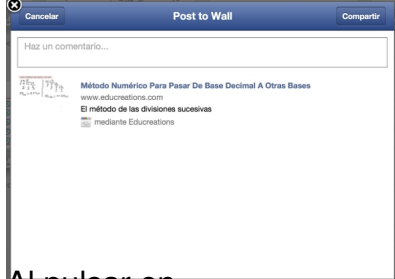 Cancelar
Post to Wall
Compartir
Haz un comentario...
Método Numérico Para Pasar De Base Decimal A Otras Bases
www.educreations.com
El método de las divisiones sucesivas
mediante Educreations
Al pulsar en